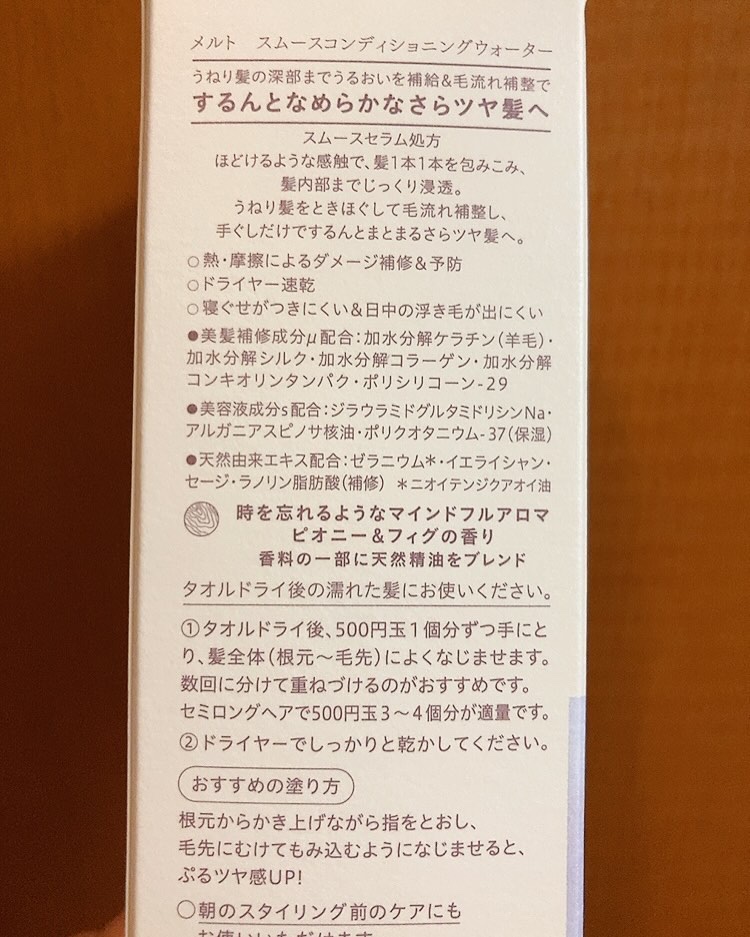 メルト　スムースコンディショニングウォーター
うねり髪の深部までうるおいを補給&毛流れ補整で
するんとなめらかなさらツヤ髪へ
スムースセラム処方
ほどけるような感触で、髪1本1本を包みこみ、
髪内部までじっくり浸透。
うねり髪をときほぐして毛流れ補整し、
手ぐしだけでするんとまとまるさらツヤ髪へ。
○熱・摩擦によるダメージ補修&予防
○ドライヤー速乾
○寝ぐせがつきにくい&日中の浮き毛が出にくい
●美髪補修成分μ配合：加水分解ケラチン(羊毛)・
加水分解シルク・加水分解コラーゲン・加水分解
コンキオリンタンパク・ポリシリコーン-29
●美容液成分s配合：ジラウラミドグルタミドリシンNa・
アルガニアスピノサ核油・ポリクオタニウム-37(保湿)
●天然由来エキス配合：ゼラニウム＊・イエライシャン・
セージ・ラノリン脂肪酸(補修)　＊ニオイテンジクアオイ油
時を忘れるようなマインドフルアロマ
ピオニー&フィグの香り
香料の一部に天然精油をブレンド
タオルドライ後の濡れた髪にお使いください。
①タオルドライ後、500円玉1個分ずつ手にと
り、髪全体(根元～毛先)によくなじませます。
数回に分けて重ねづけるのがおすすめです。
セミロングヘアで500円玉3～4個分が適量です。
②ドライヤーでしっかりと乾かしてください。
おすすめの塗り方
根元からかき上げながら指をとおし、
毛先にむけてもみ込むようになじませると、
ぷるツヤ感UP!
○朝のスタイリング前のケアにも